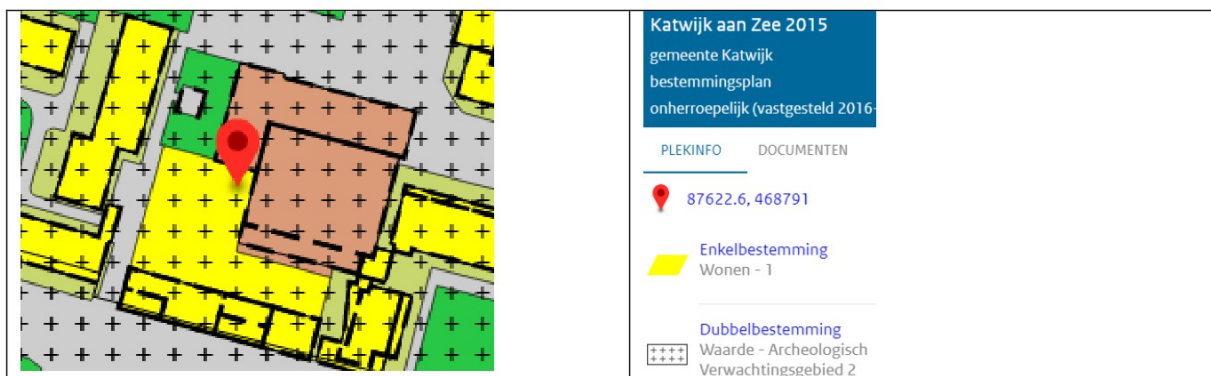 Katwijk aan Zee 2015
gemeente Katwijk
bestemmingsplan
onherroepelijk (vastgesteld 2016-
PLEKINFO DOCUMENTEN
87622.6, 468791
Enkelbestemming
Wonen - 1
Dubbelbestemming
Waarde - Archeologisch
Verwachtingsgebied 2